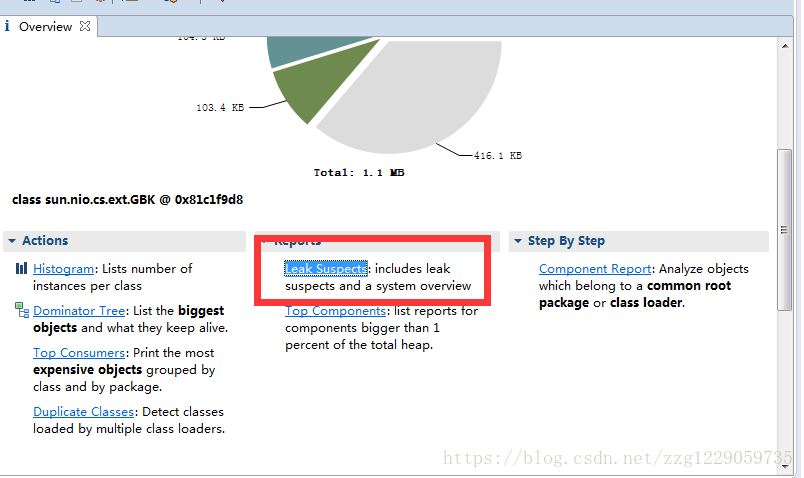 Overview
104.5 KB
103.4 KB
416.1 KB
Total: 1.1 MB
class sun.nio.cs.ext.GBK @ 0x81c1f9d8
Actions
Histogram: Lists number of
instances per class
Dominator Tree: List the biggest
objects and what they keep alive.
Top Consumers: Print the most
expensive objects grouped by
class and by package.
Duplicate Classes: Detect classes
loaded by multiple class loaders.
Reports
Leak Suspects: includes leak
suspects and a system overview
Top Components: list reports for
components bigger than 1
percent of the total heap.
Step By Step
Component Report: Analyze objects
which belong to a common root
package or class loader.
https://blog.csdn.net/zzg1229059735